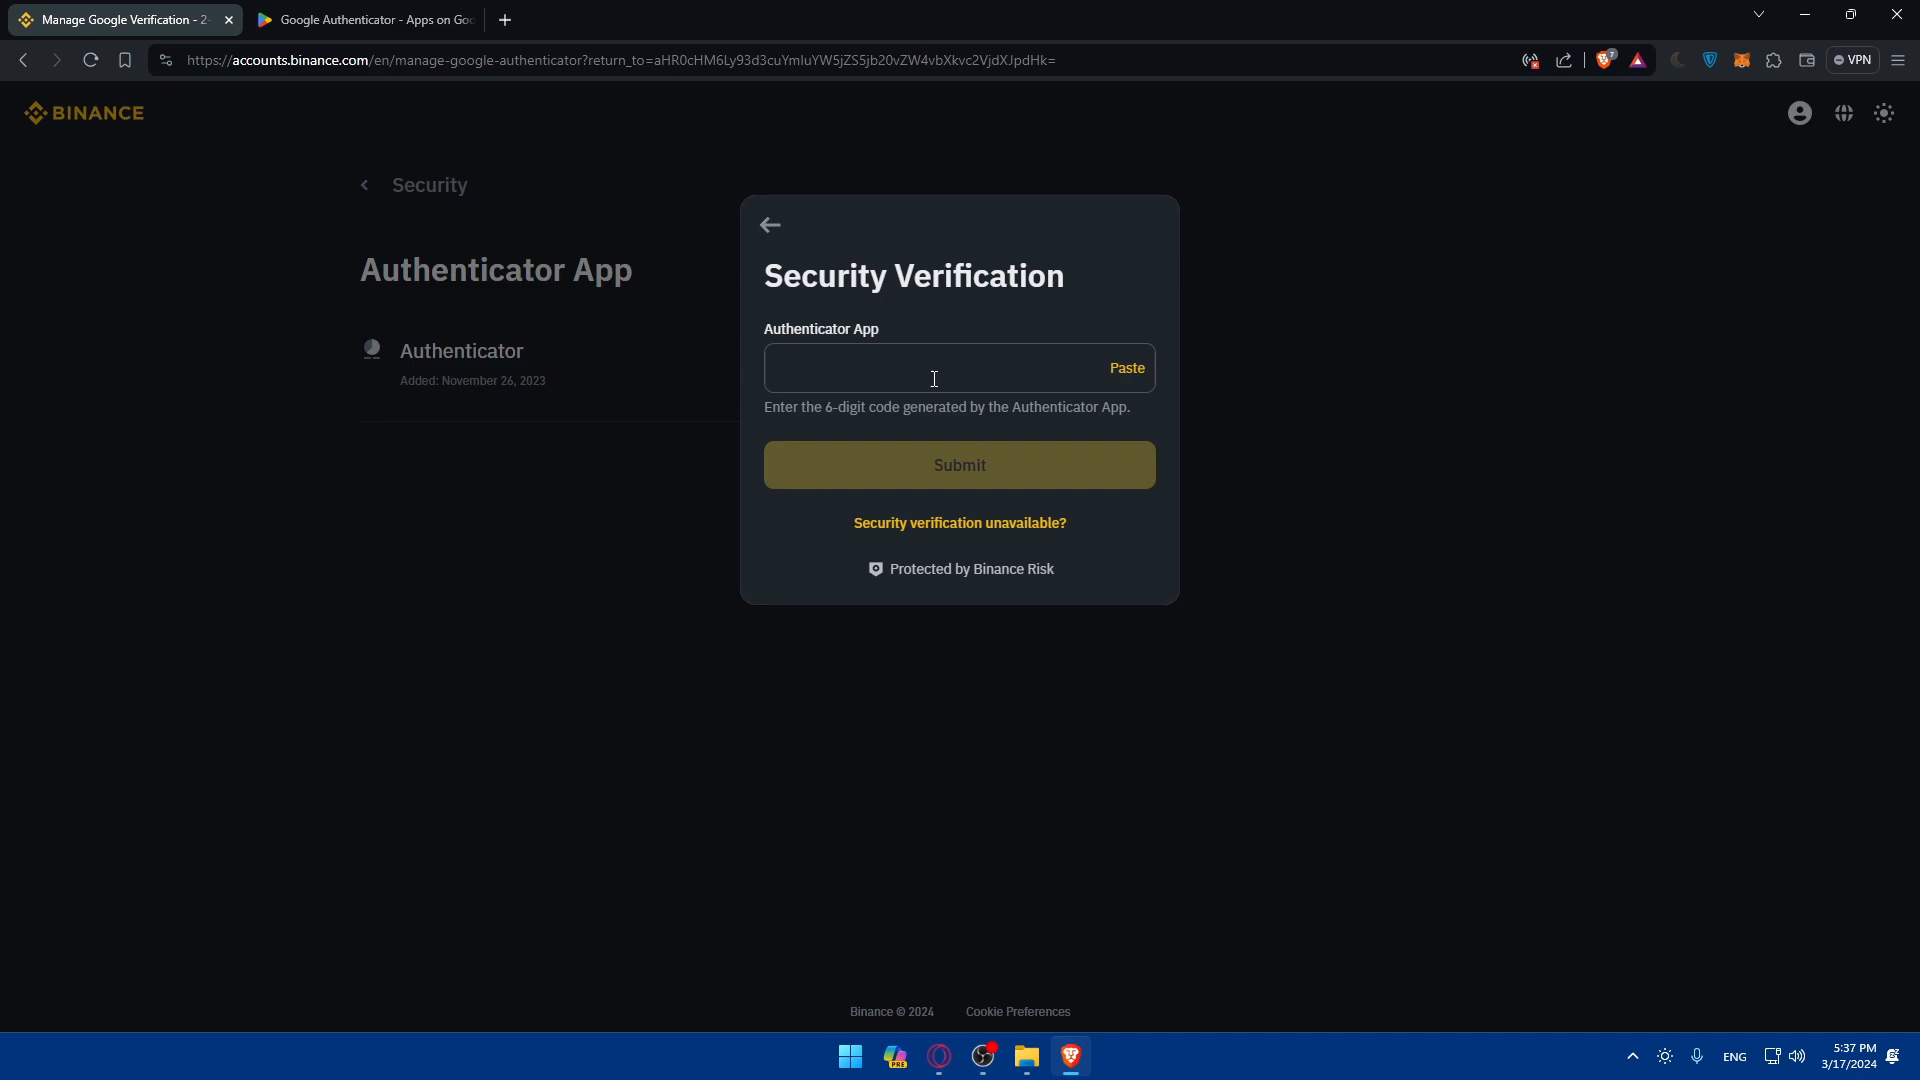 Manage Google Verification - 2-
Google Authenticator - Apps on Goo
https://accounts.binance.com/en/manage-google-authenticator?return_to=aHR0cHM6Ly93d3cuYmluYW5jZS5jb20vZW4vbXkvc2VjdXJpdHk=
7
VPN
BINANCE
Security
Authenticator App
Authenticator
Added: November 26, 2023
Security Verification
Authenticator App
Paste
Enter the 6-digit code generated by the Authenticator App.
Submit
Security verification unavailable?
Protected by Binance Risk
Binance © 2024
Cookie Preferences
PRE
ENG
5:37 PM
3/17/2024